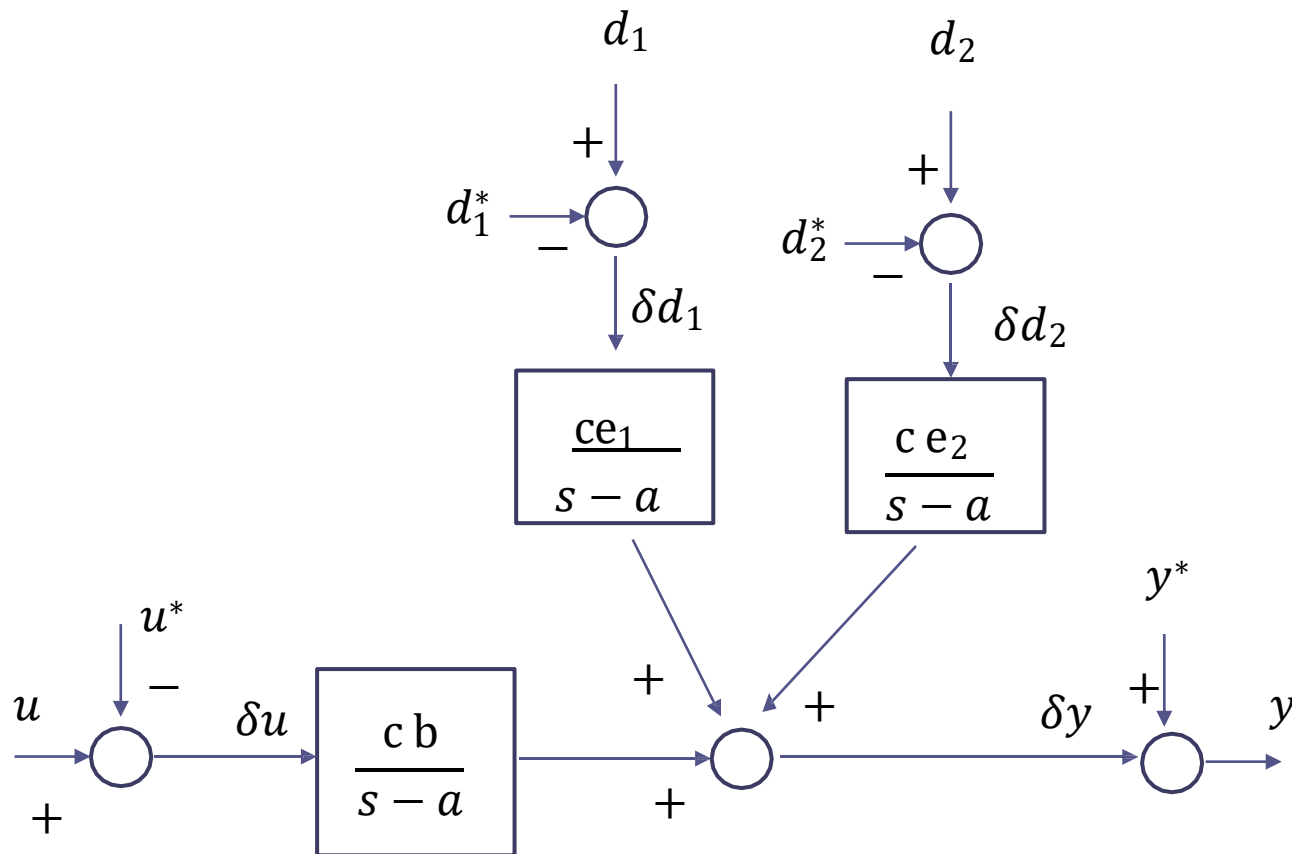 d₁
d₂
+
+
d₁*
−
d₂*
−
δd₁
δd₂
ce₁
s − a
c e₂
s − a
y*
u*
−
+
+
+
u
δu
c b
s − a
δy
y
+
+